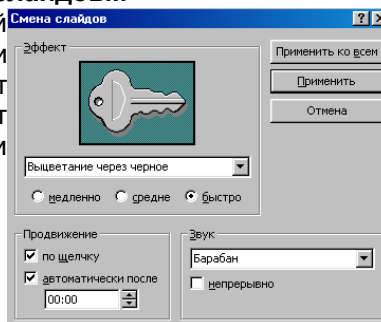 слайдов...
Смена слайдов
й
и
т
т
и
Эффект
Применить ко всем
Применить
Отмена
Выцветание через черное
медленно средне быстро
Продвижение
по щелчку
автоматически после
00:00
Звук
Барабан
непрерывно